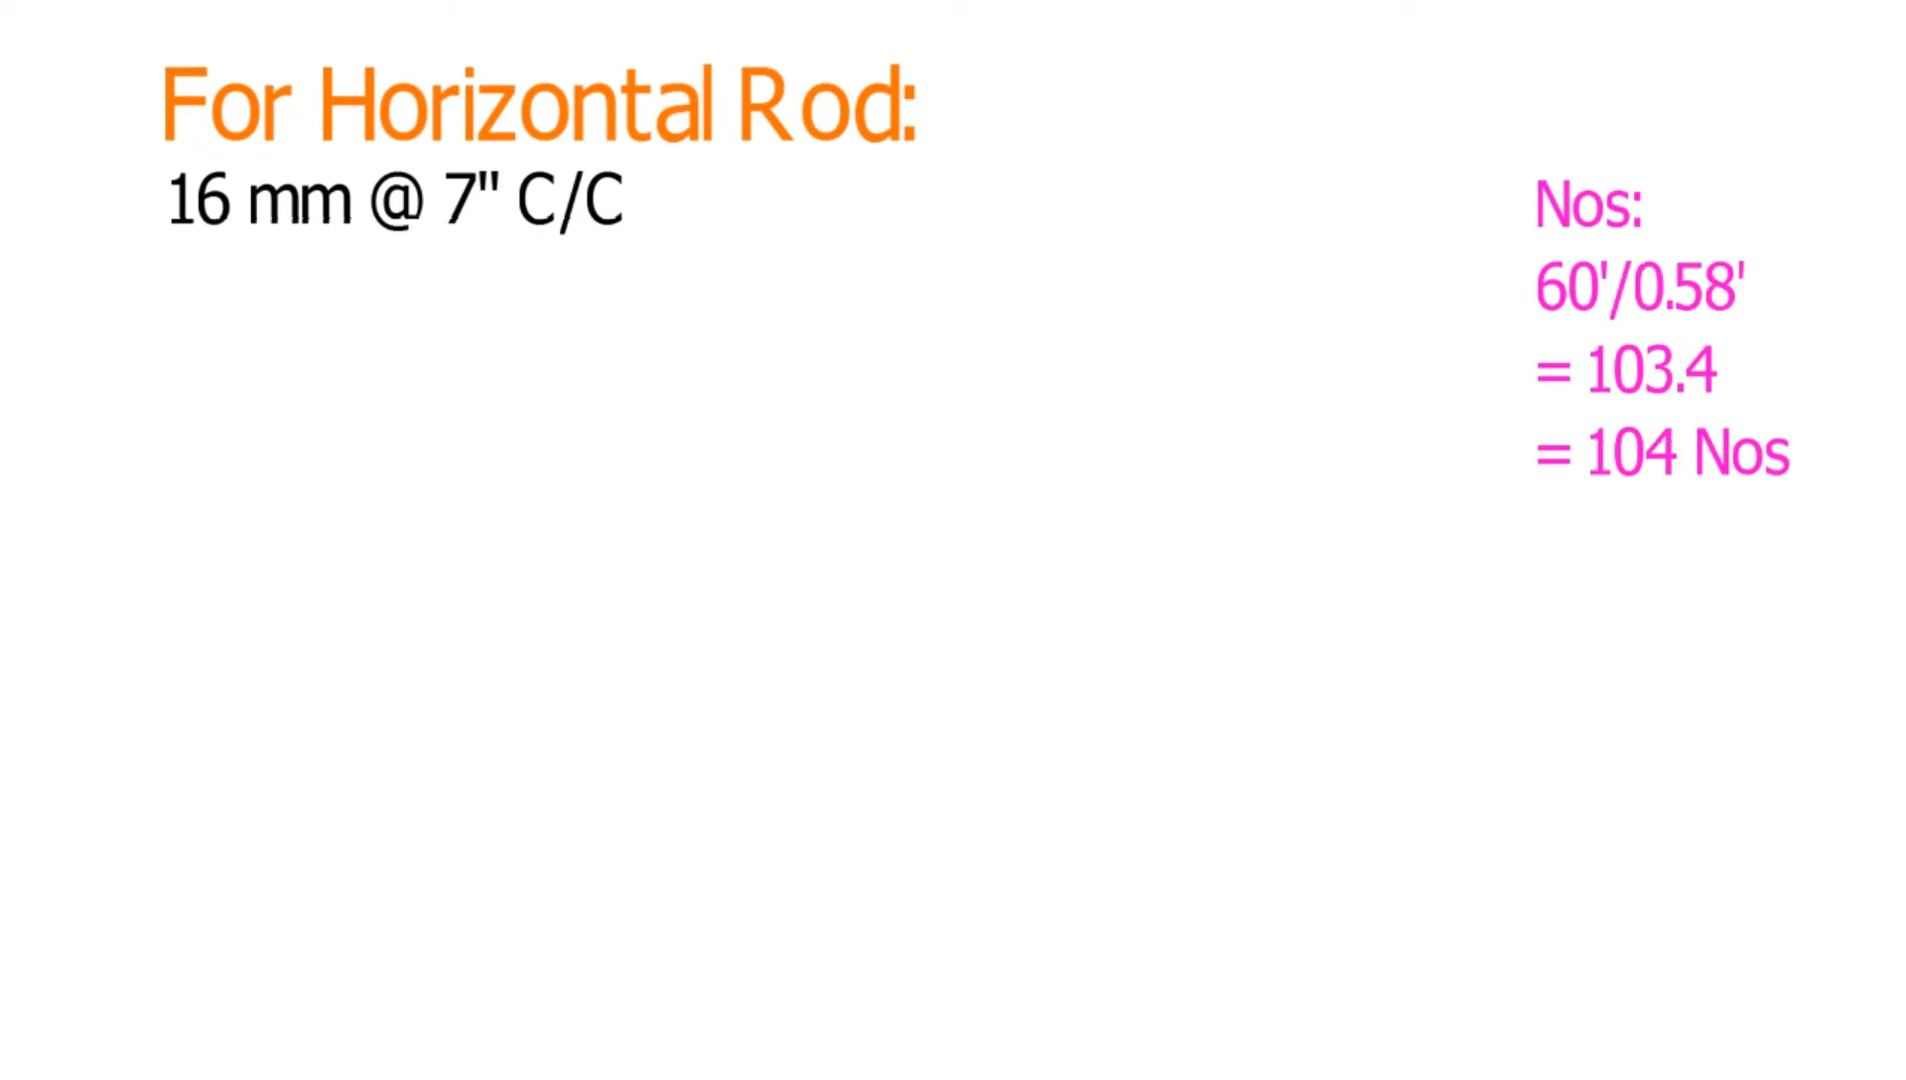 For Horizontal Rod:
16 mm @ 7" C/C
Nos:
60'/0.58'
= 103.4
= 104 Nos